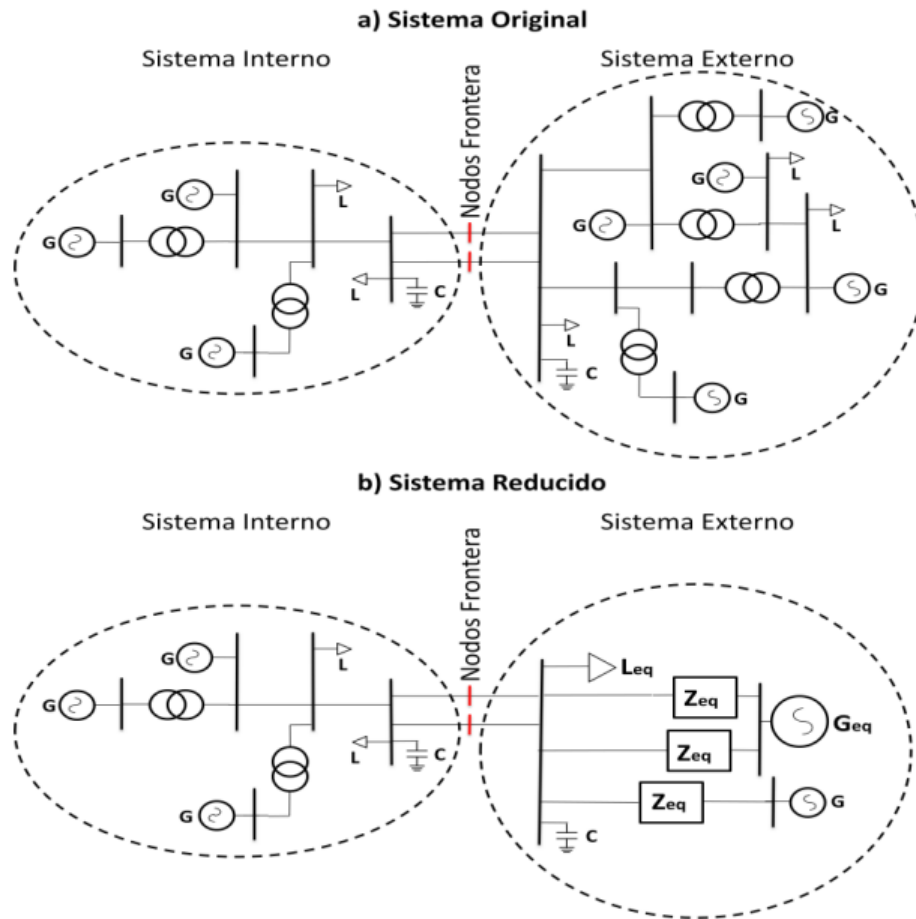 a) Sistema Original
Sistema Interno
Nodos Frontera
Sistema Externo
G
G
L
G
L
C
G
G
L
G
L
G
L
C
G
b) Sistema Reducido
Sistema Interno
Nodos Frontera
Sistema Externo
G
G
L
G
L
C
Leq
Zeq
Geq
Zeq
Zeq
G
C